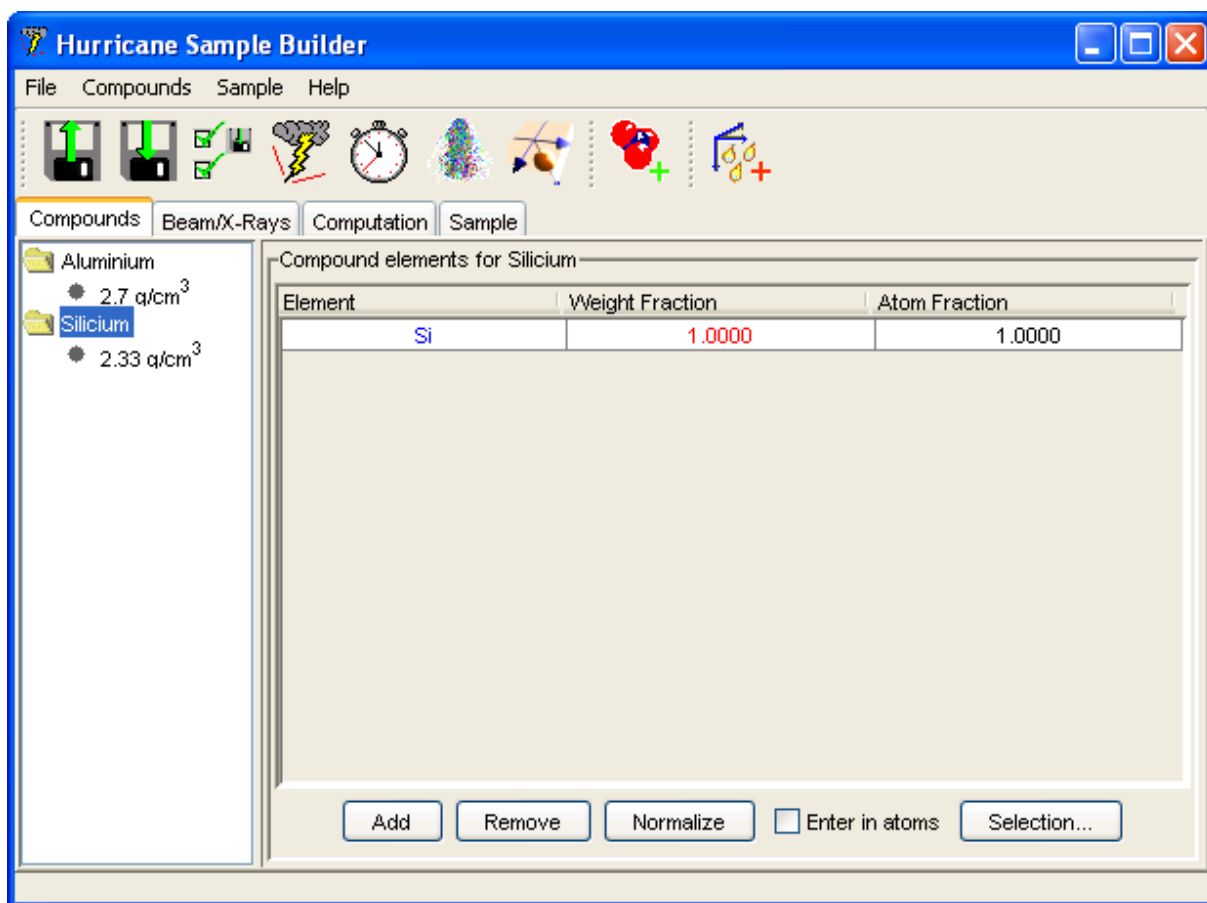 Hurricane Sample Builder
File Compounds Sample Help
Compounds Beam/X-Rays Computation Sample
Aluminium
2.7 g/cm³
Silicium
2.33 g/cm³
Compound elements for Silicium
Element Weight Fraction Atom Fraction
Si 1.0000 1.0000
Add Remove Normalize Enter in atoms Selection...